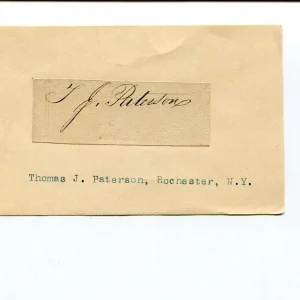 T J. Paterson
Thomas J. Paterson, Rochester, N.Y.